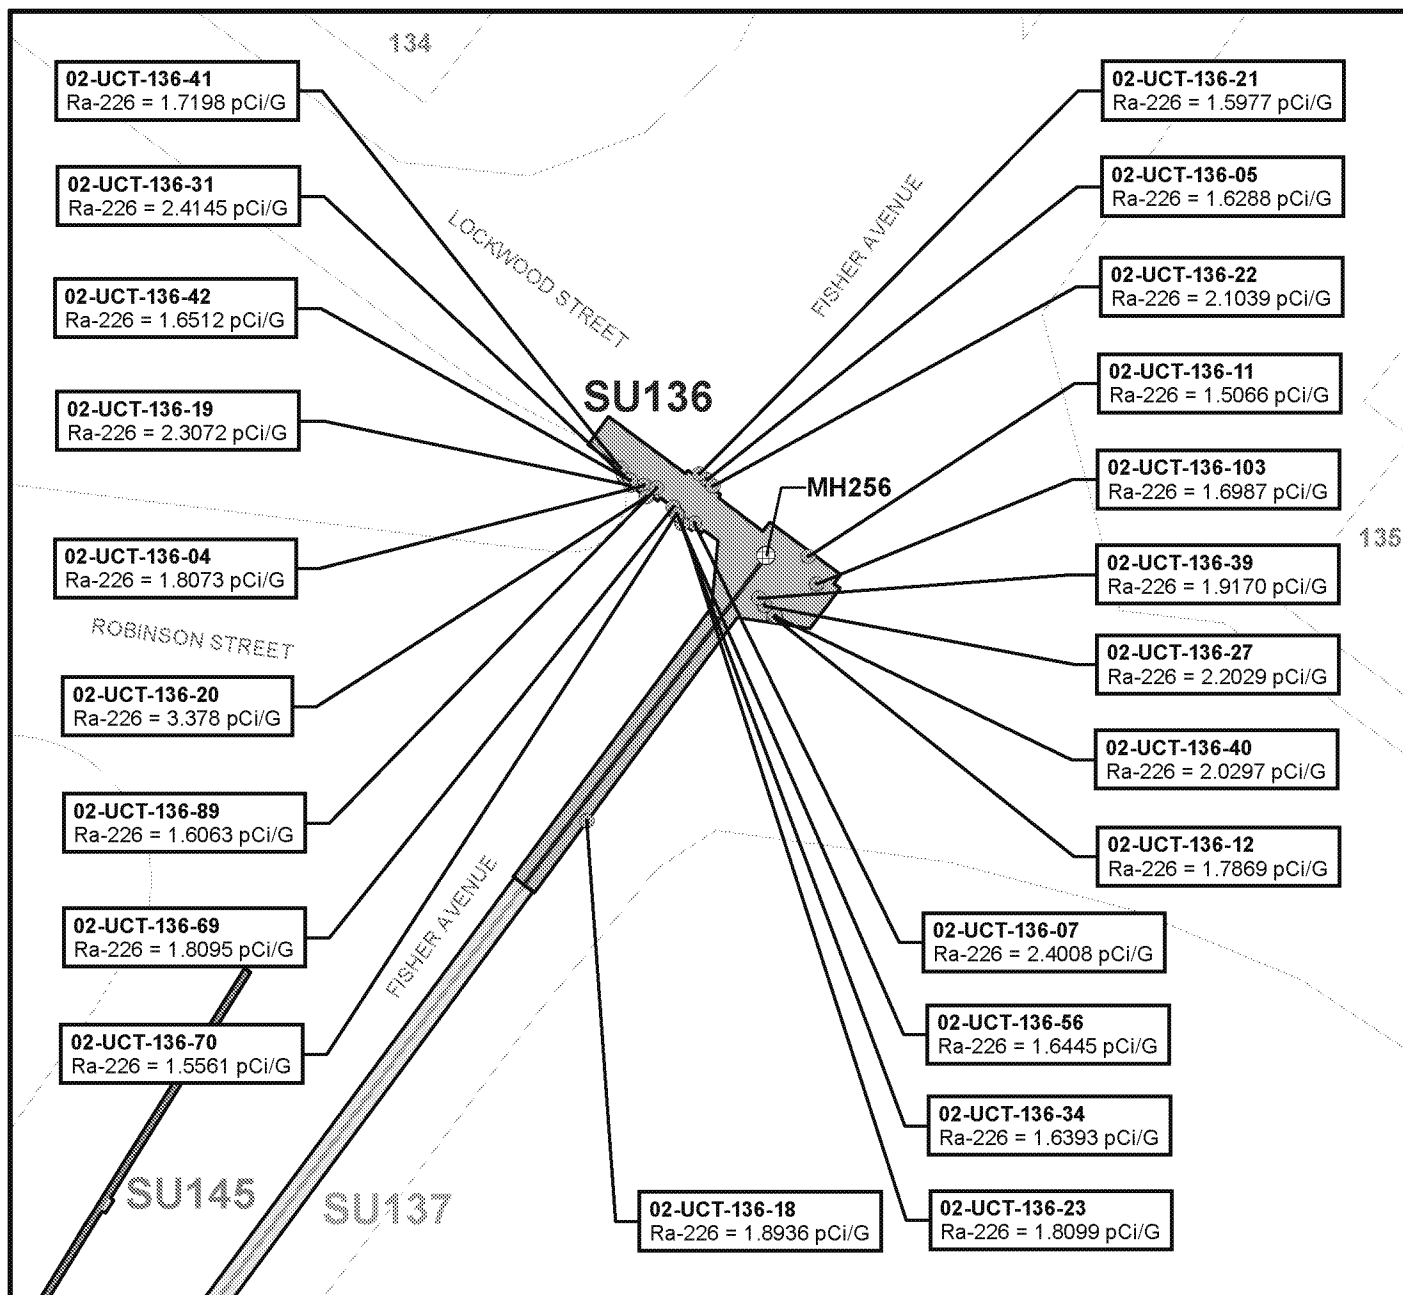 134
02-UCT-136-41
Ra-226 = 1.7198 pCi/G
02-UCT-136-21
Ra-226 = 1.5977 pCi/G
02-UCT-136-31
Ra-226 = 2.4145 pCi/G
02-UCT-136-05
Ra-226 = 1.6288 pCi/G
LOCKWOOD STREET
FISHER AVENUE
02-UCT-136-42
Ra-226 = 1.6512 pCi/G
02-UCT-136-22
Ra-226 = 2.1039 pCi/G
SU136
02-UCT-136-19
Ra-226 = 2.3072 pCi/G
02-UCT-136-11
Ra-226 = 1.5066 pCi/G
MH256
02-UCT-136-103
Ra-226 = 1.6987 pCi/G
135
02-UCT-136-04
Ra-226 = 1.8073 pCi/G
02-UCT-136-39
Ra-226 = 1.9170 pCi/G
ROBINSON STREET
02-UCT-136-27
Ra-226 = 2.2029 pCi/G
02-UCT-136-20
Ra-226 = 3.378 pCi/G
02-UCT-136-40
Ra-226 = 2.0297 pCi/G
02-UCT-136-89
Ra-226 = 1.6063 pCi/G
02-UCT-136-12
Ra-226 = 1.7869 pCi/G
FISHER AVENUE
02-UCT-136-69
Ra-226 = 1.8095 pCi/G
02-UCT-136-07
Ra-226 = 2.4008 pCi/G
02-UCT-136-70
Ra-226 = 1.5561 pCi/G
02-UCT-136-56
Ra-226 = 1.6445 pCi/G
02-UCT-136-34
Ra-226 = 1.6393 pCi/G
SU145
SU137
02-UCT-136-18
Ra-226 = 1.8936 pCi/G
02-UCT-136-23
Ra-226 = 1.8099 pCi/G